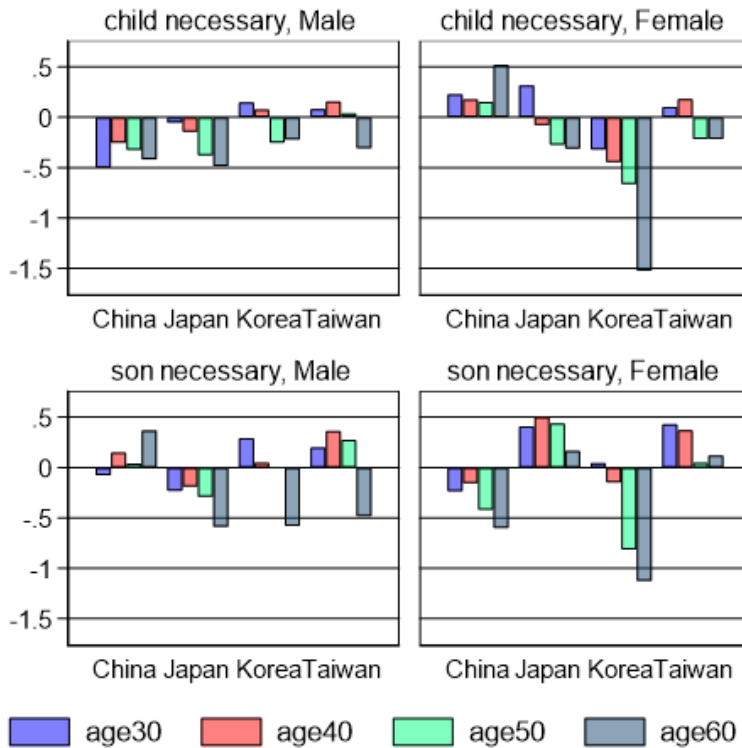 child necessary, Male
child necessary, Female
.5
0
-.5
-1
-1.5
China Japan KoreaTaiwan
China Japan KoreaTaiwan
son necessary, Male
son necessary, Female
.5
0
-.5
-1
-1.5
China Japan KoreaTaiwan
China Japan KoreaTaiwan
age30 age40 age50 age60